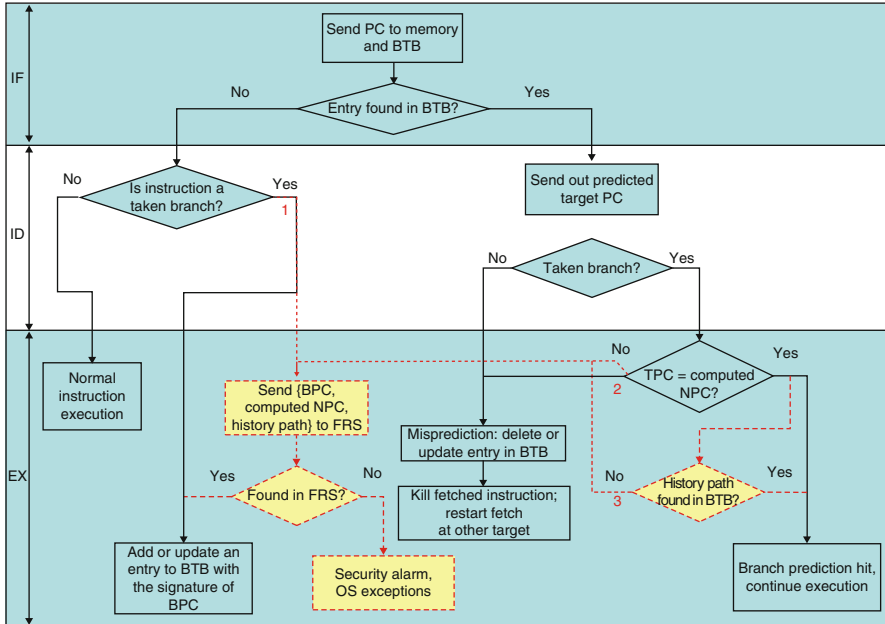 Send PC to memory
and BTB
IF
No
Entry found in BTB?
Yes
No
Is instruction a
taken branch?
Yes
1
Send out predicted
target PC
ID
No
Taken branch?
Yes
Normal
instruction
execution
Send {BPC,
computed NPC,
history path} to FRS
No
2
TPC = computed
NPC?
Yes
Misprediction: delete or
update entry in BTB
EX
Yes
Found in FRS?
No
Kill fetched instruction;
restart fetch
at other target
No
3
History path
found in BTB?
Yes
Add or update an
entry to BTB with
the signature of
BPC
Security alarm,
OS exceptions
Branch prediction hit,
continue execution